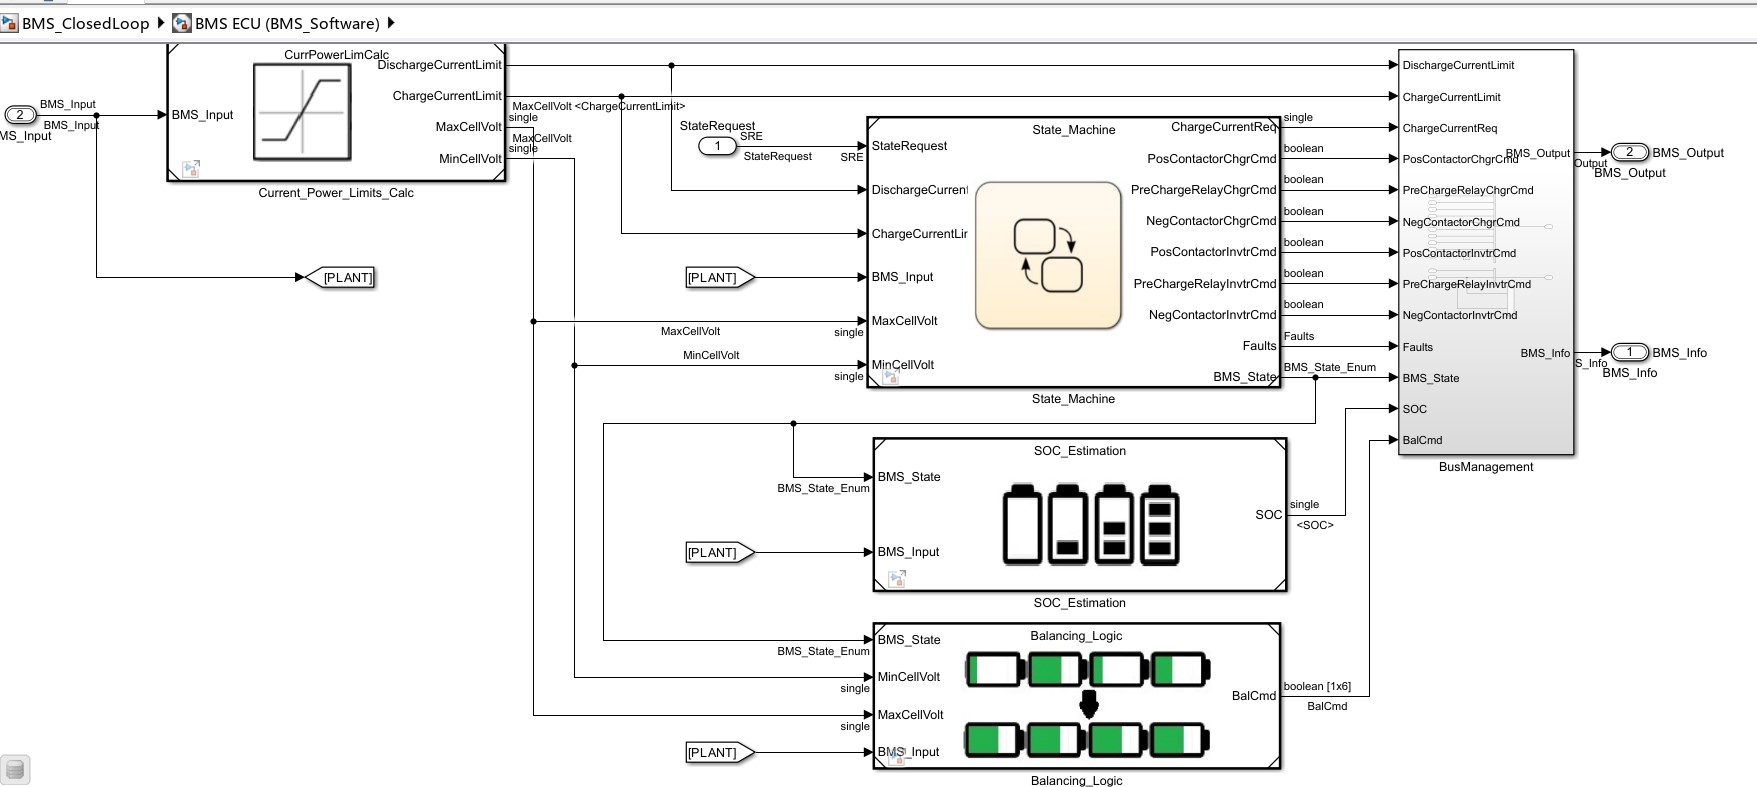 BMS_ClosedLoop
BMS ECU (BMS_Software)
2
BMS_Input
BMS_Input
MS_Input
CurrPowerLimCalc
BMS_Input
DischargeCurrentLimit
ChargeCurrentLimit
MaxCellVolt
MinCellVolt
Current_Power_Limits_Calc
[PLANT]
MaxCellVolt <ChargeCurrentLimit>
single
MaxCellVolt
single
StateRequest
1
SRE
StateRequest
SRE
[PLANT]
MaxCellVolt
single
MinCellVolt
single
State_Machine
StateRequest
DischargeCurrent
ChargeCurrentLir
BMS_Input
MaxCellVolt
MinCellVolt
ChargeCurrentReq
PosContactorChgrCmd
PreChargeRelayChgrCmd
NegContactorChgrCmd
PosContactorInvtrCmd
PreChargeRelayInvtrCmd
NegContactorInvtrCmd
Faults
BMS_State
State_Machine
single
boolean
boolean
boolean
boolean
boolean
boolean
Faults
BMS_State_Enum
DischargeCurrentLimit
ChargeCurrentLimit
ChargeCurrentReq
PosContactorChgrCmd
PreChargeRelayChgrCmd
NegContactorChgrCmd
PosContactorInvtrCmd
PreChargeRelayInvtrCmd
NegContactorInvtrCmd
Faults
BMS_State
SOC
BalCmd
BMS_Output
BMS_Info
BusManagement
Output
2
BMS_Output
BMS_Output
S_Info
1
BMS_Info
BMS_Info
BMS_State_Enum
[PLANT]
SOC_Estimation
BMS_State
BMS_Input
SOC
SOC_Estimation
single
<SOC>
BMS_State_Enum
single
single
[PLANT]
Balancing_Logic
BMS_State
MinCellVolt
MaxCellVolt
BMS_Input
BalCmd
Balancing_Logic
boolean [1x6]
BalCmd